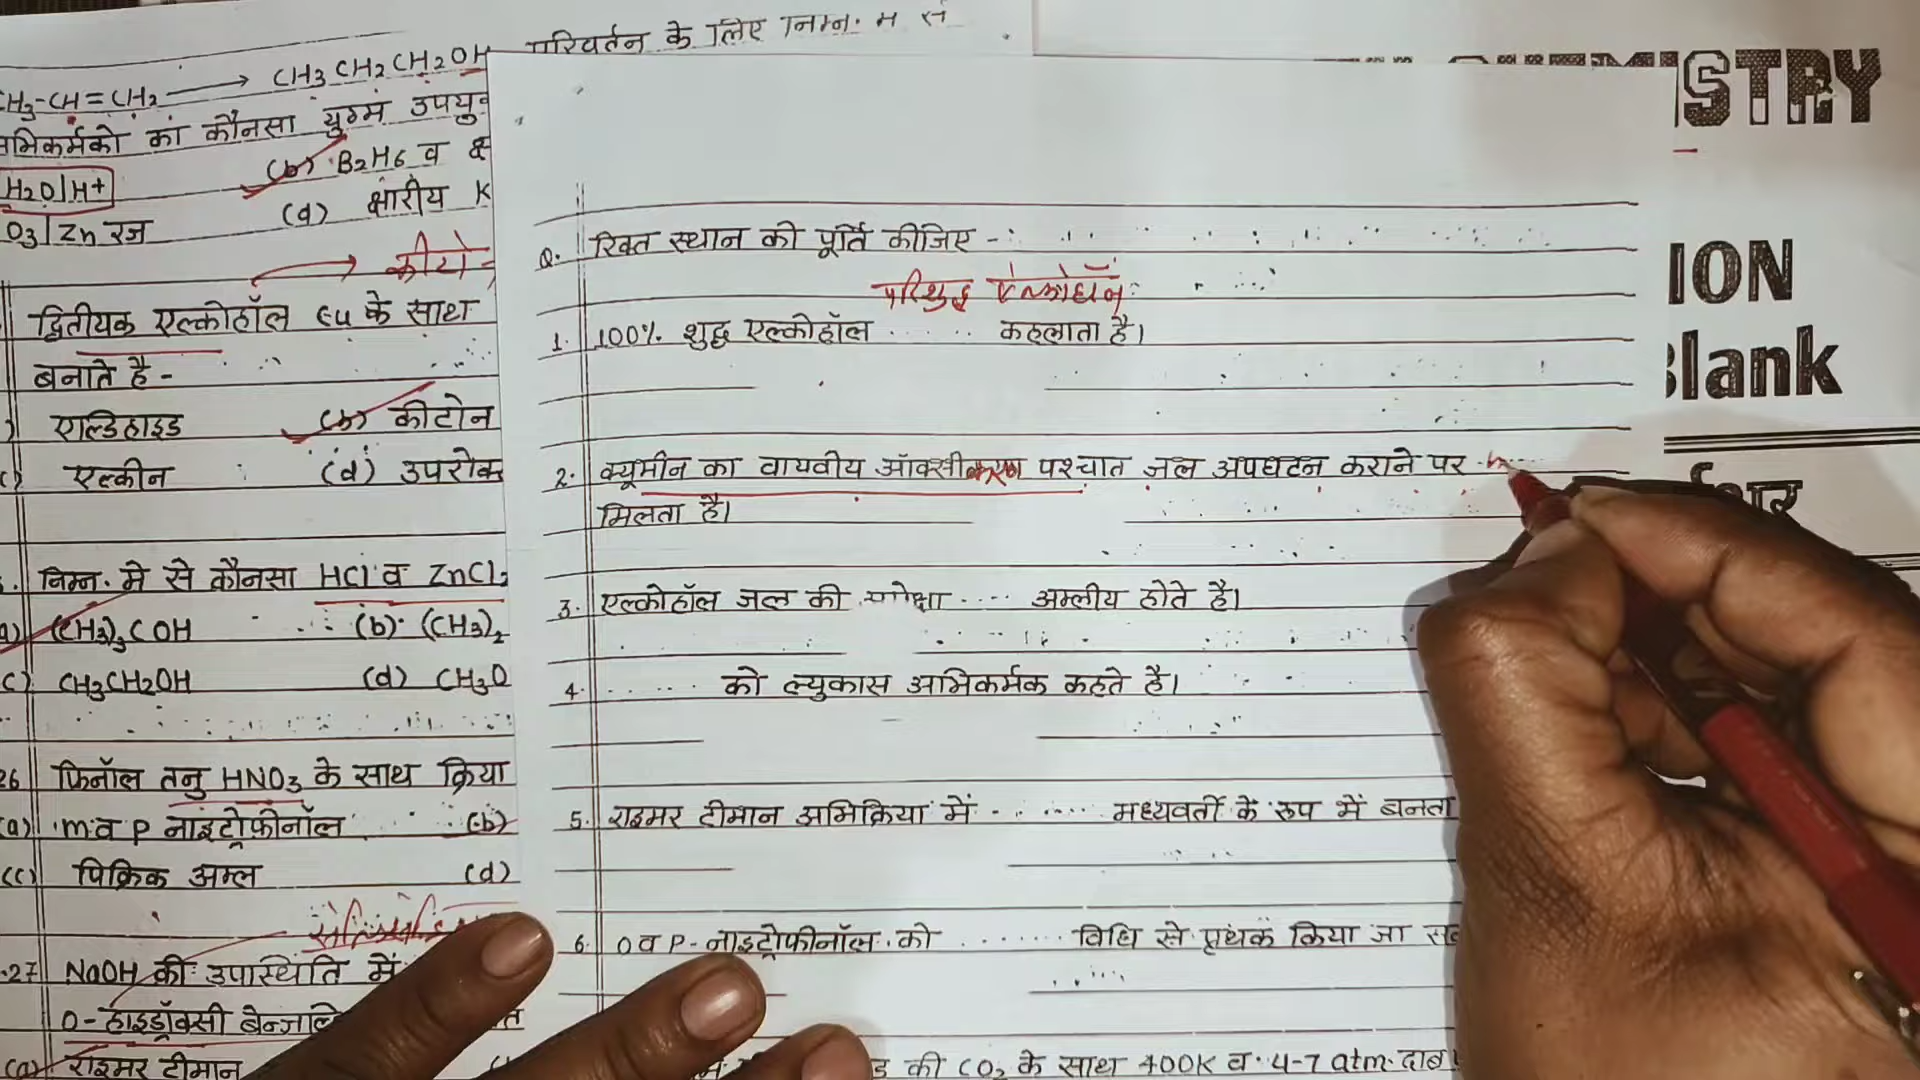 परिवर्तन के लिए निम्न. में से
CH3-CH=CH2 → CH3CH2CH2OH
अभिकर्मको का कौनसा युग्म उपयु
H2O|H+ (b) B2H6 व क्ष
O3|Zn रज (d) क्षारीय K
कीटो
द्वितीयक एल्कोहॉल Cu के साथ
बनाते है -
एल्डिहाइड (b) कीटोन
(c) एल्कीन (d) उपरोक
निम्न. मे से कौनसा HCl व ZnCl2
(a) (CH3)3COH (b) (CH3)2
(c) CH3CH2OH (d) CH3O
26 फिनॉल तनु HNO3 के साथ क्रिया
(a) m व P नाइट्रोफीनॉल (b)
(c) पिक्रिक अम्ल (d)
.27 NaOH की उपास्थिति में
o-हाइड्रॉक्सी बेन्जाल्डि
(a) राइमर टीमान
Q. रिक्त स्थान की पूर्ति कीजिए -
परिशुद्ध ऐल्कोहॉल
1. 100% शुद्ध एल्कोहॉल ...... कहलाता है।
2. क्यूमीन का वायवीय ऑक्सीकरण पश्चात जल अपघटन कराने पर
मिलता है।
3. एल्कोहॉल जल की अपेक्षा .... अम्लीय होते है।
4. ...... को ल्युकास अभिकर्मक कहते है।
5. राइमर टीमान अभिक्रिया में ...... मध्यवर्ती के रूप में बनता
6. O व P-नाइट्रोफीनॉल को ....... विधि से पृथक किया जा सक
की CO2 के साथ 400K व 4-7 atm. दाब
ISTRY
ION
Blank